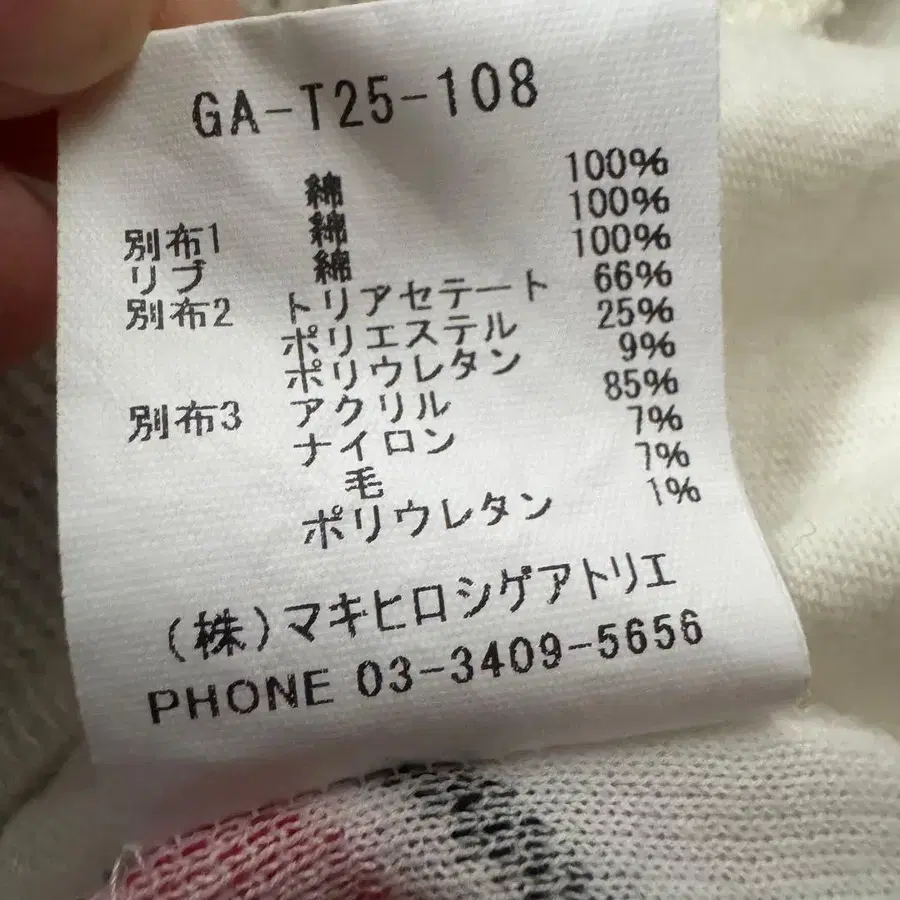 GA-T25-108
綿 100%
別布1 綿 100%
リブ 綿 100%
別布2 トリアセテート 66%
ポリエステル 25%
ポリウレタン 9%
別布3 アクリル 85%
ナイロン 7%
毛 7%
ポリウレタン 1%
(株)マキヒロシゲアトリエ
PHONE 03-3409-5656